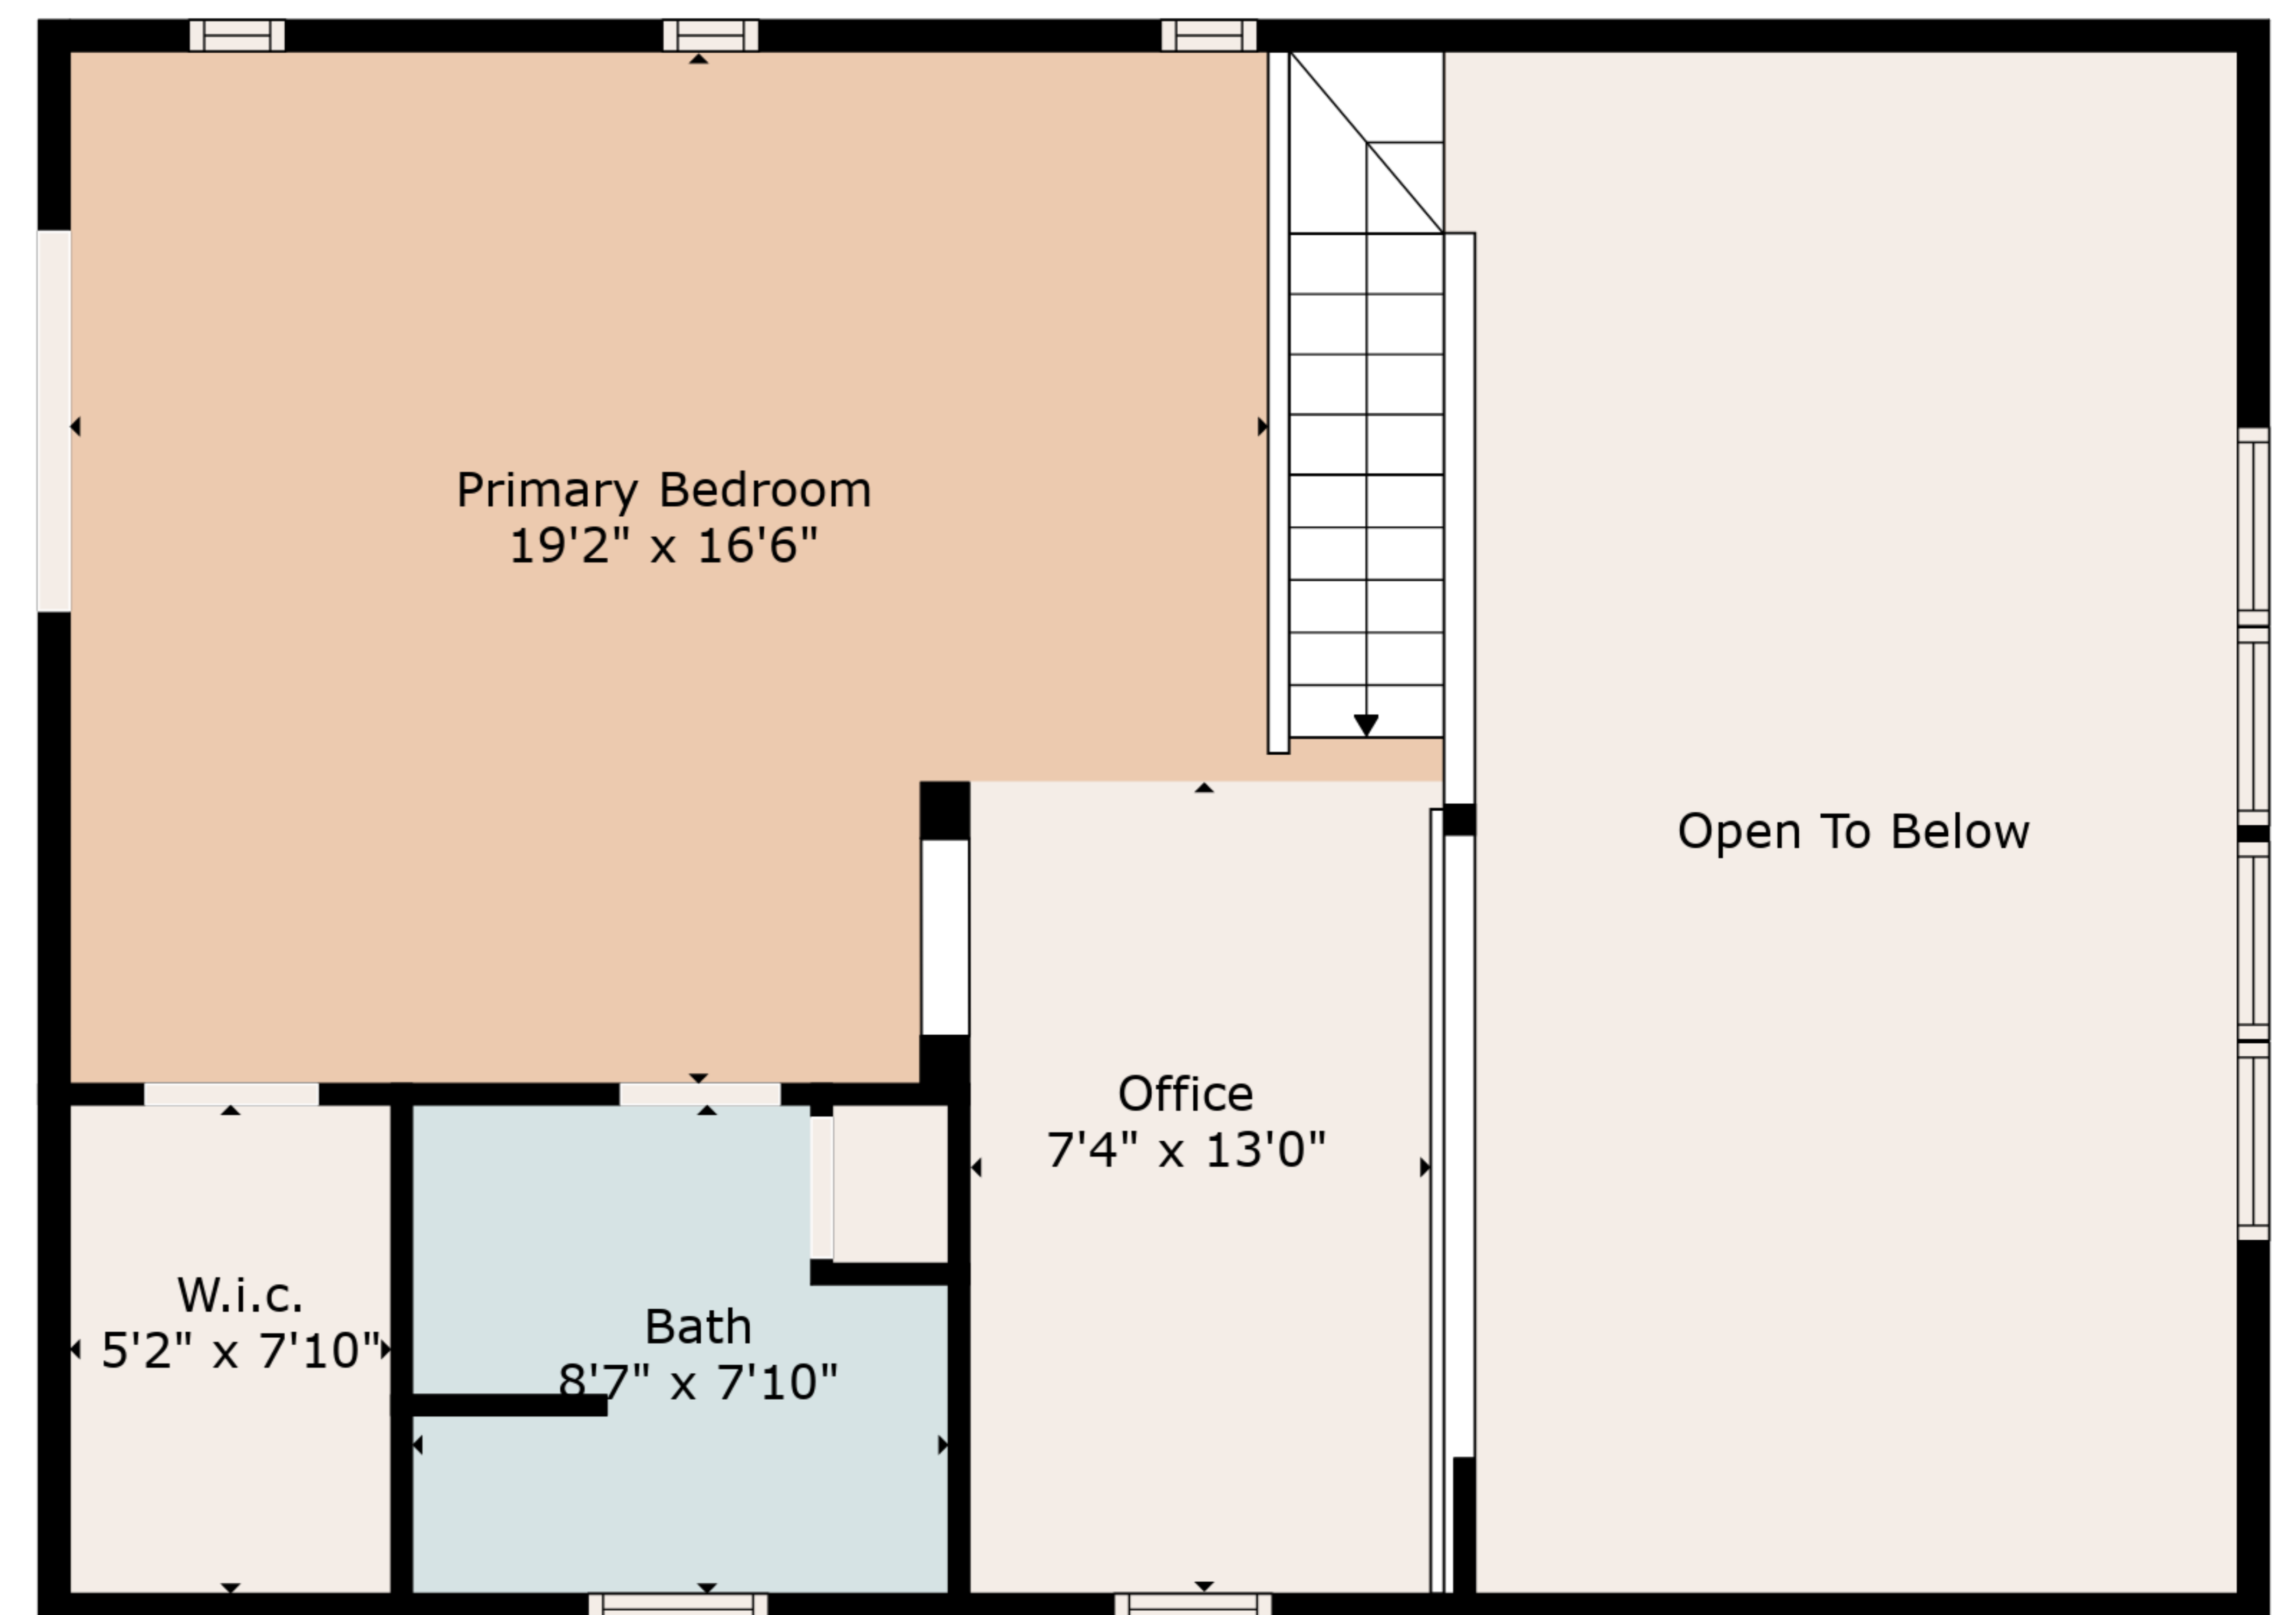 Primary Bedroom
19'2" x 16'6"
Open To Below
Office
7'4" x 13'0"
W.i.c.
5'2" x 7'10"
Bath
8'7" x 7'10"